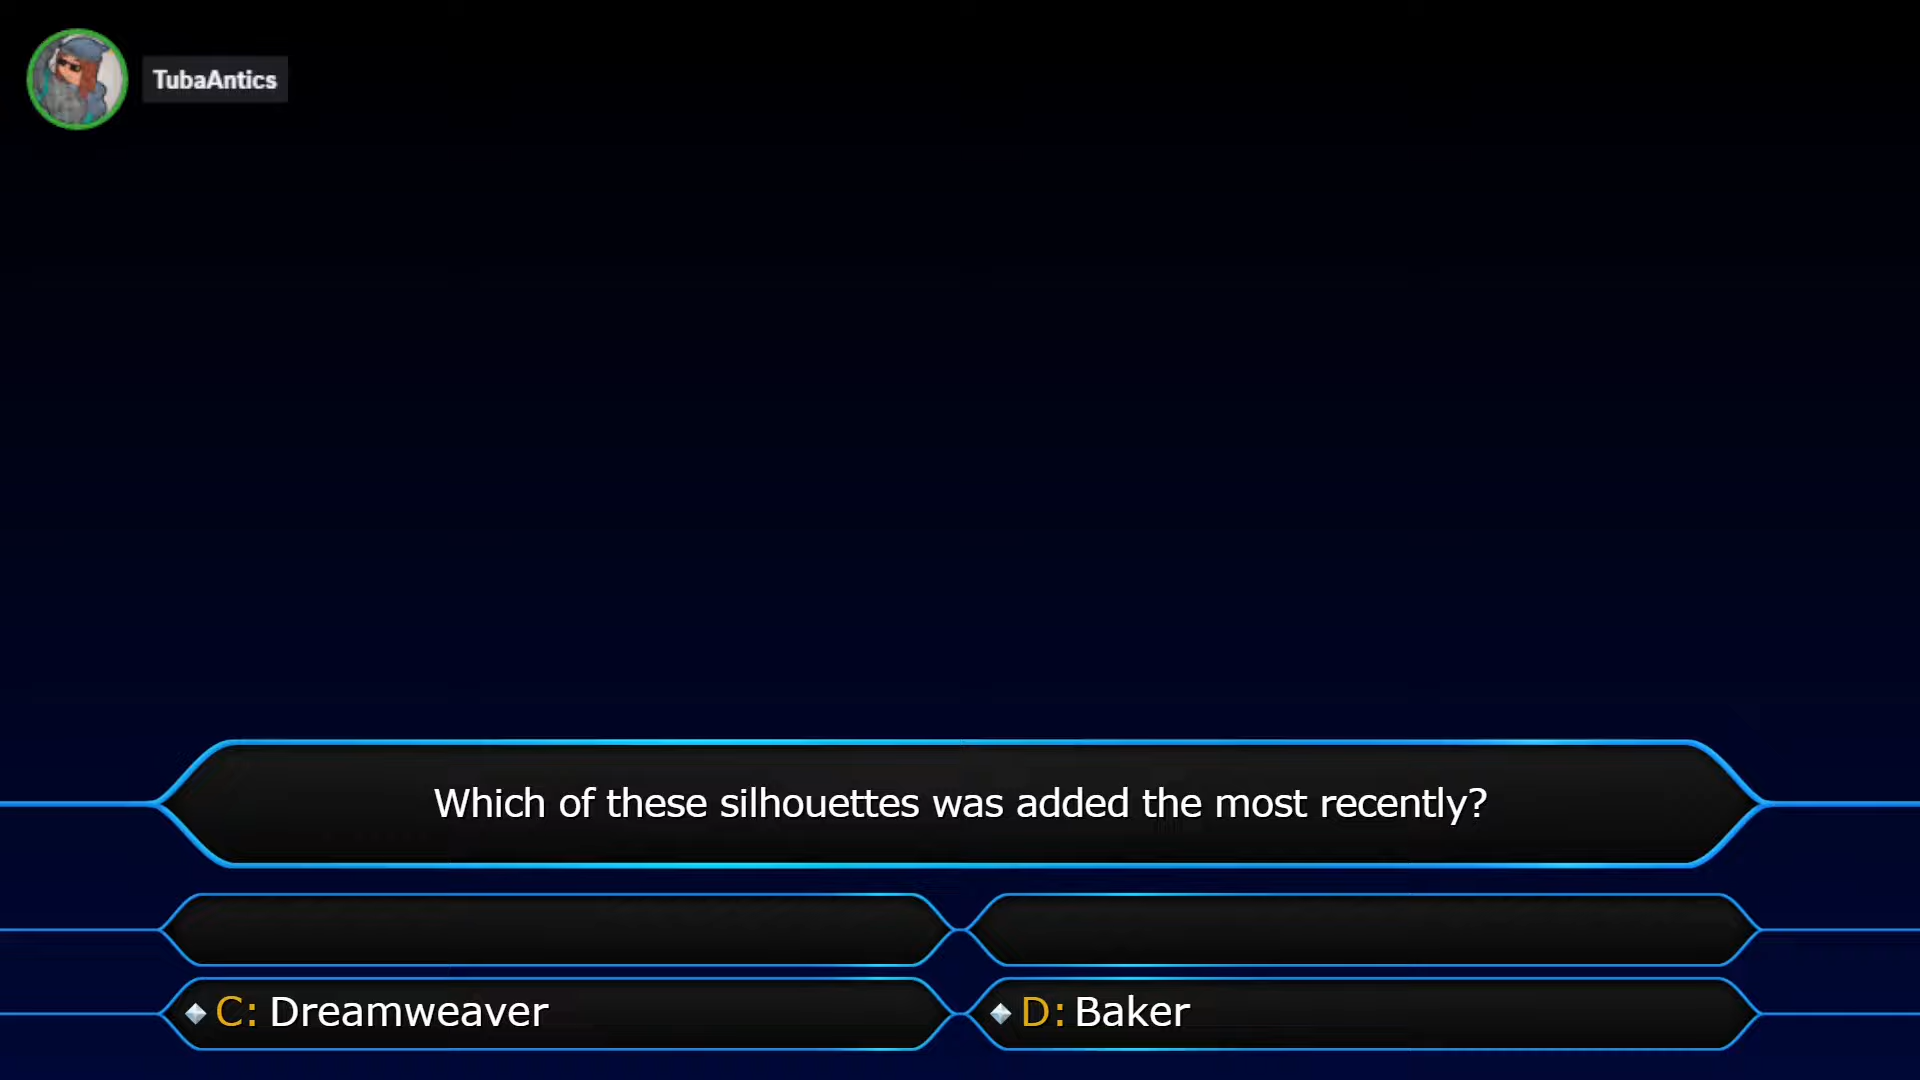 TubaAntics
Which of these silhouettes was added the most recently?
C: Dreamweaver
D: Baker